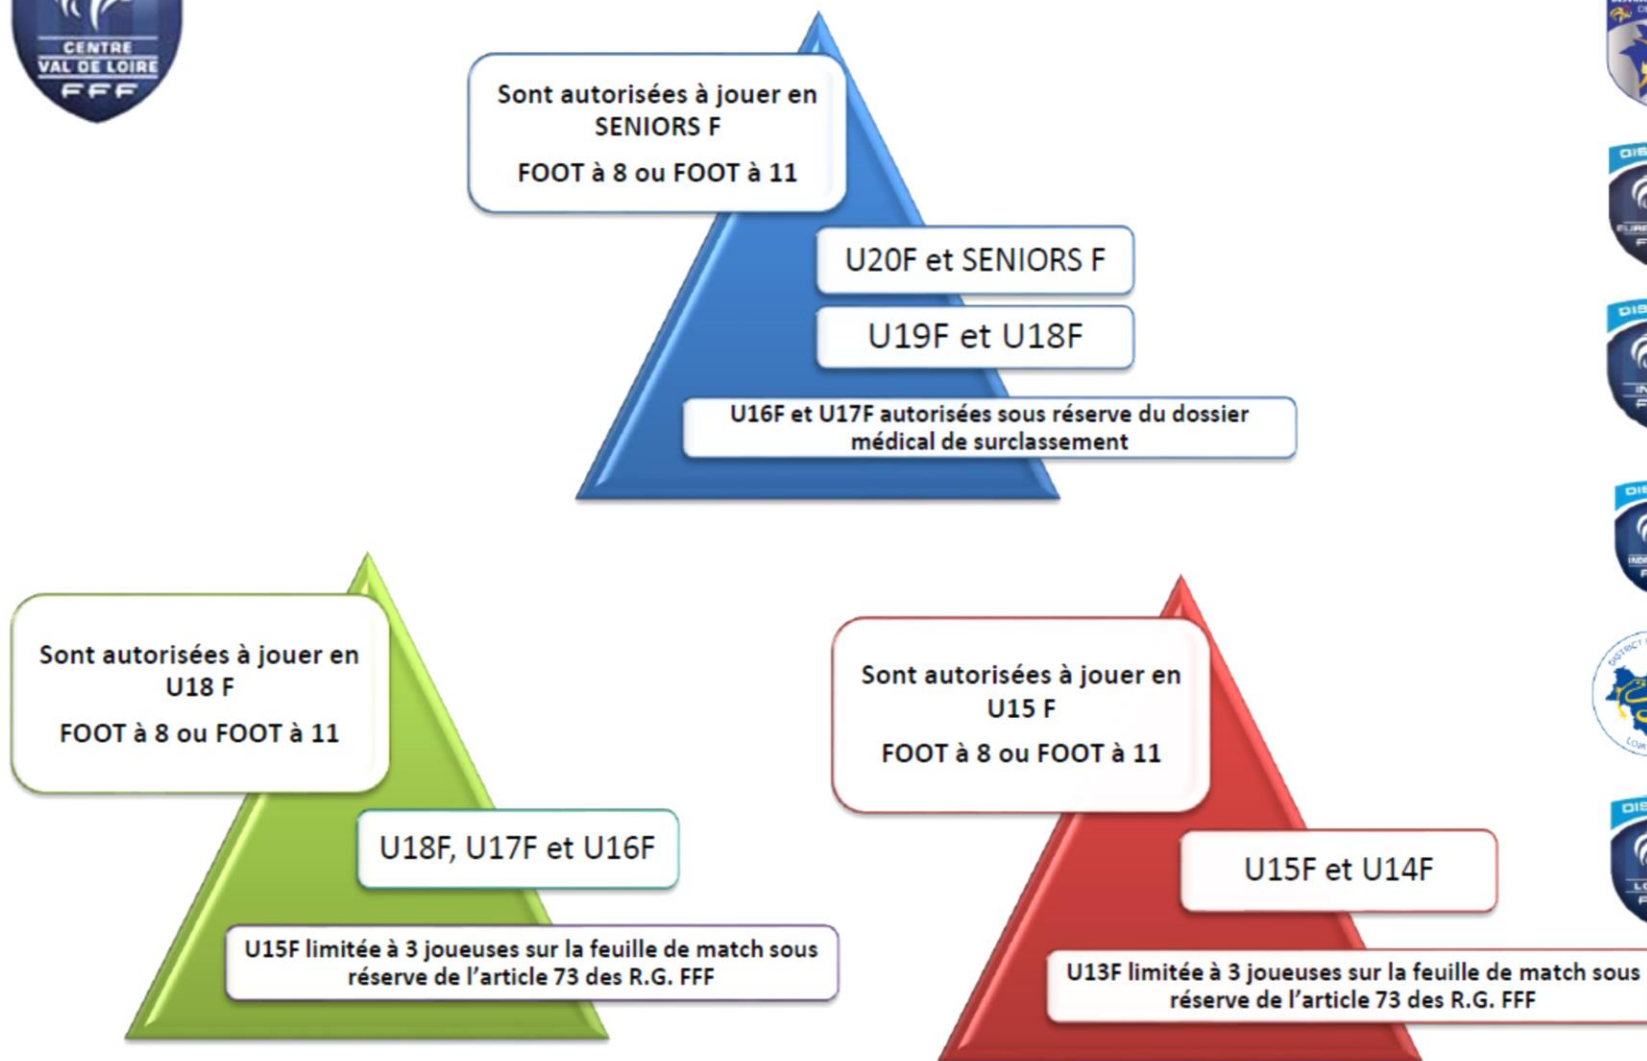 CENTRE
VAL DE LOIRE
FFF
Sont autorisées à jouer en
SENIORS F
FOOT à 8 ou FOOT à 11
U20F et SENIORS F
U19F et U18F
U16F et U17F autorisées sous réserve du dossier
médical de surclassement
Sont autorisées à jouer en
U18 F
FOOT à 8 ou FOOT à 11
U18F, U17F et U16F
U15F limitée à 3 joueuses sur la feuille de match sous
réserve de l'article 73 des R.G. FFF
Sont autorisées à jouer en
U15 F
FOOT à 8 ou FOOT à 11
U15F et U14F
U13F limitée à 3 joueuses sur la feuille de match sous
réserve de l'article 73 des R.G. FFF